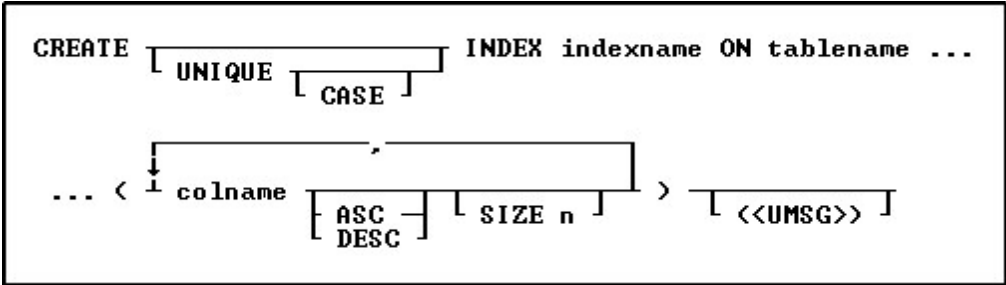 CREATE INDEX indexname ON tablename ...
UNIQUE
CASE
,
... ( colname )
ASC SIZE n (<UMSG>)
DESC